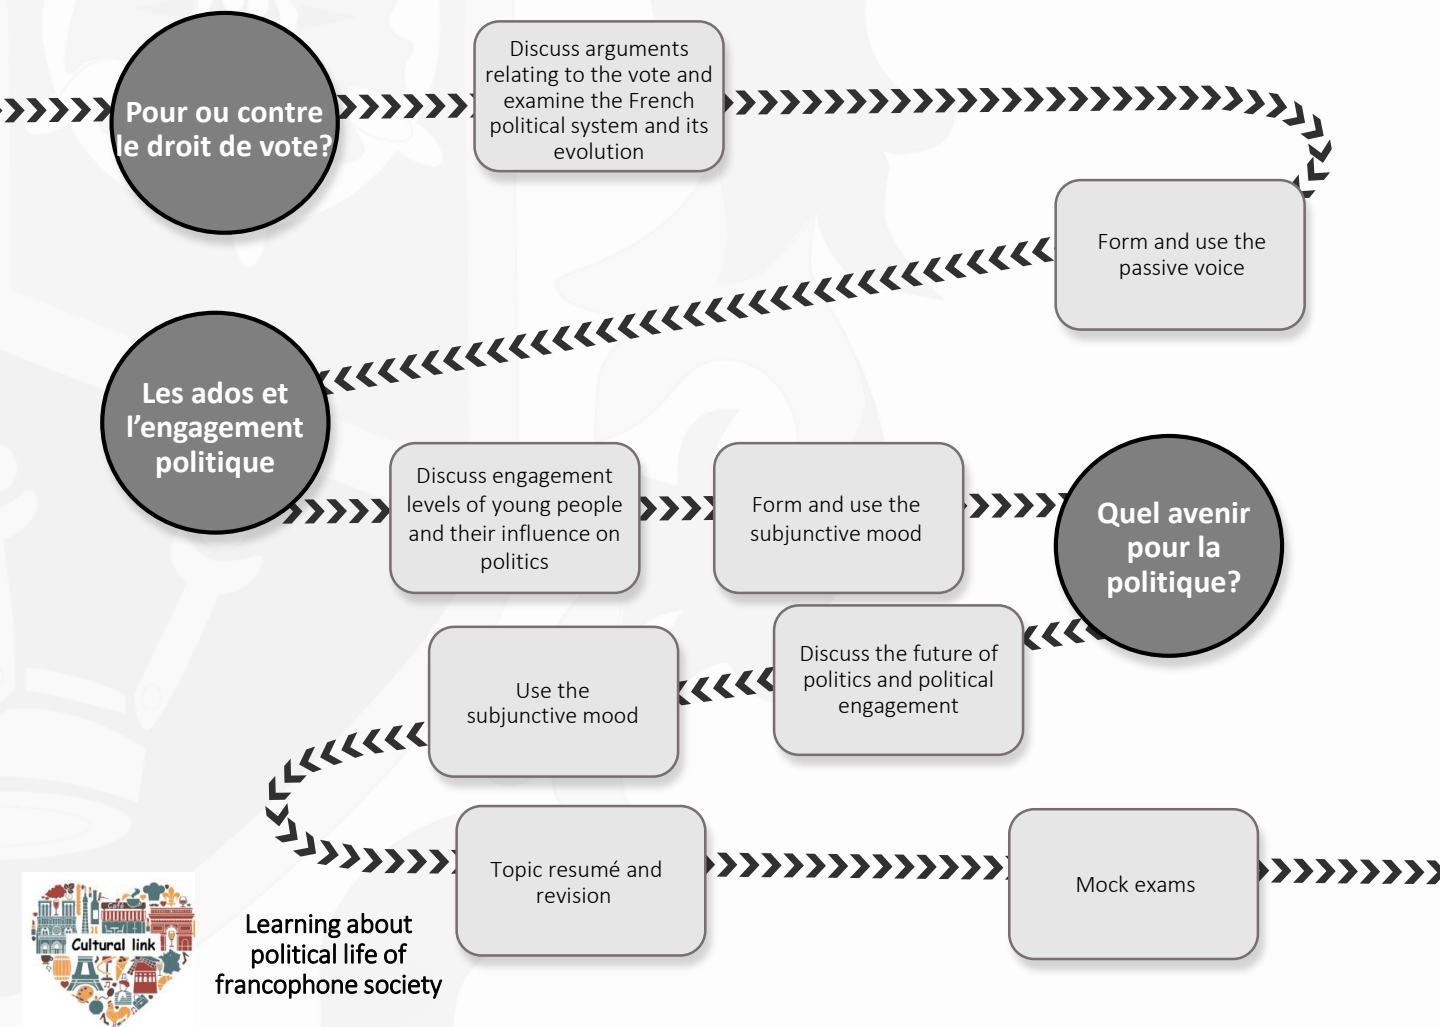 Pour ou contre
le droit de vote?
Discuss arguments
relating to the vote and
examine the French
political system and its
evolution
Form and use the
passive voice
Les ados et
l’engagement
politique
Discuss engagement
levels of young people
and their influence on
politics
Form and use the
subjunctive mood
Quel avenir
pour la
politique?
Discuss the future of
politics and political
engagement
Use the
subjunctive mood
Topic resumé and
revision
Mock exams
Cultural link
Learning about
political life of
francophone society